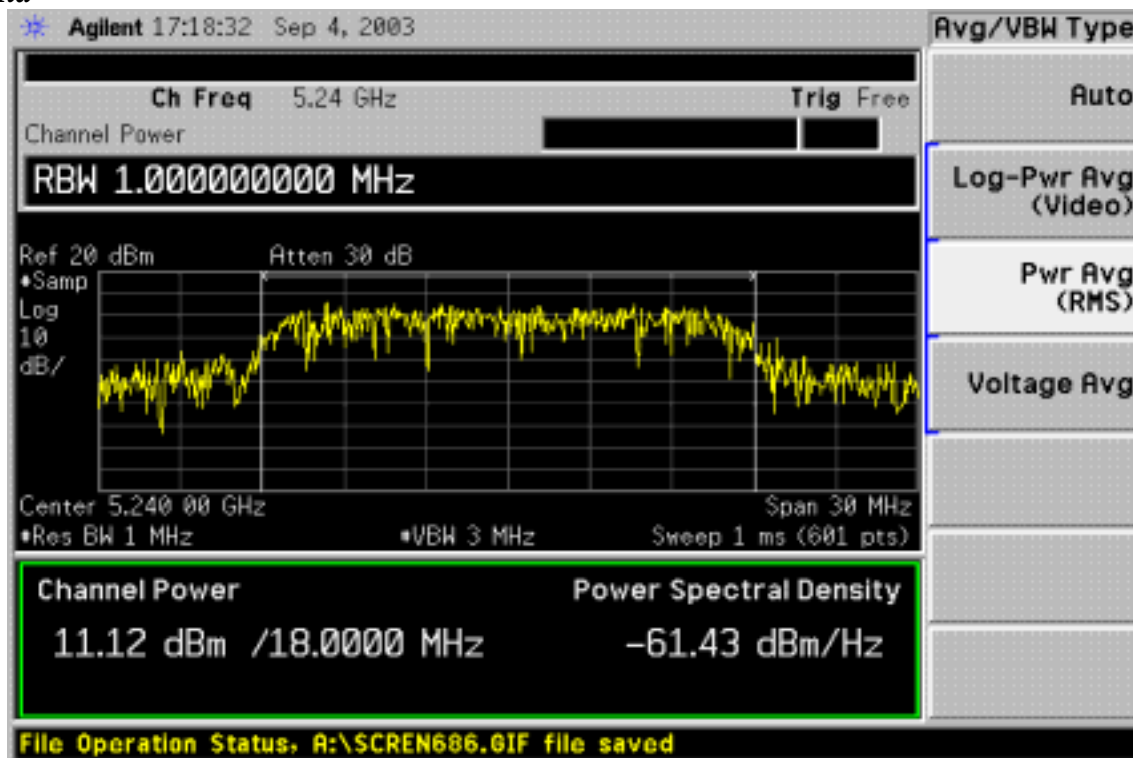 Agilent 17:18:32 Sep 4, 2003
Avg/VBW Type
Ch Freq 5.24 GHz Trig Free
Channel Power
RBW 1.000000000 MHz
Ref 20 dBm Atten 30 dB
Samp
Log
10
dB/
Center 5.240 00 GHz Span 30 MHz
Res BW 1 MHz VBW 3 MHz Sweep 1 ms (601 pts)
Channel Power Power Spectral Density
11.12 dBm /18.0000 MHz -61.43 dBm/Hz
File Operation Status, A:\SCREN686.GIF file saved
Auto
Log-Pwr Avg
(Video)
Pwr Avg
(RMS)
Voltage Avg